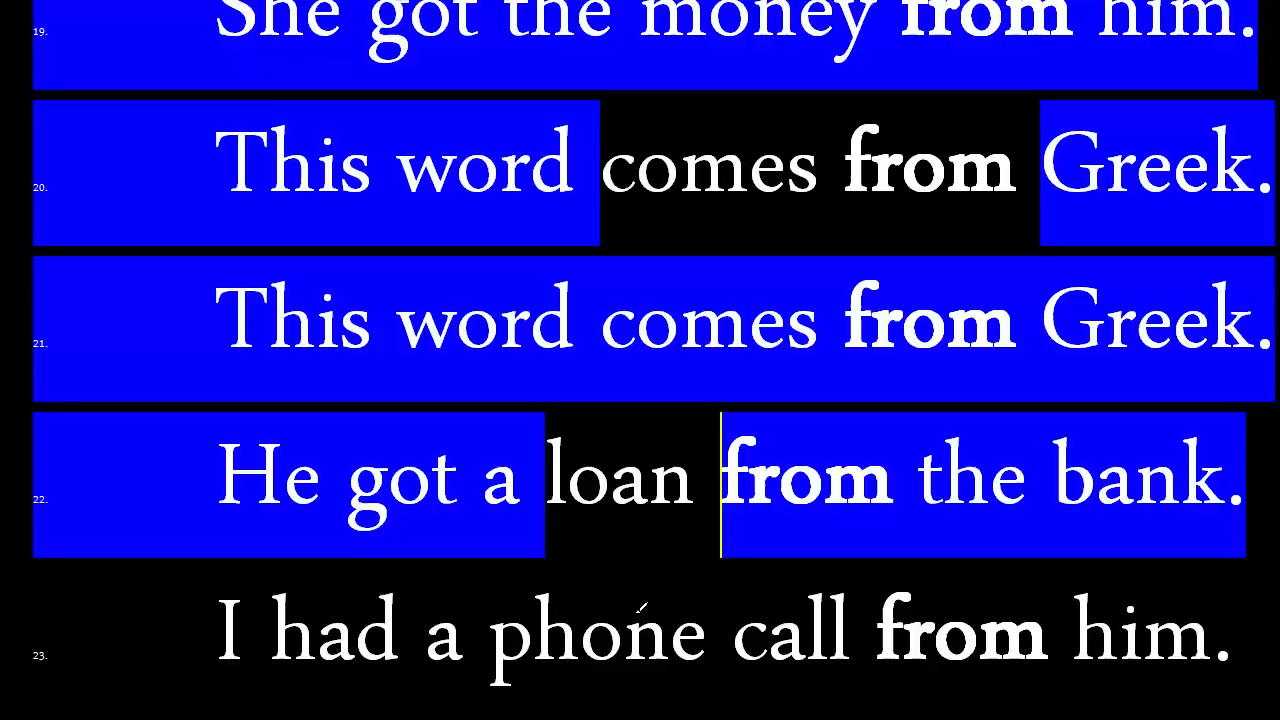 19. She got the money from him.
20. This word comes from Greek.
21. This word comes from Greek.
22. He got a loan from the bank.
23. I had a phone call from him.